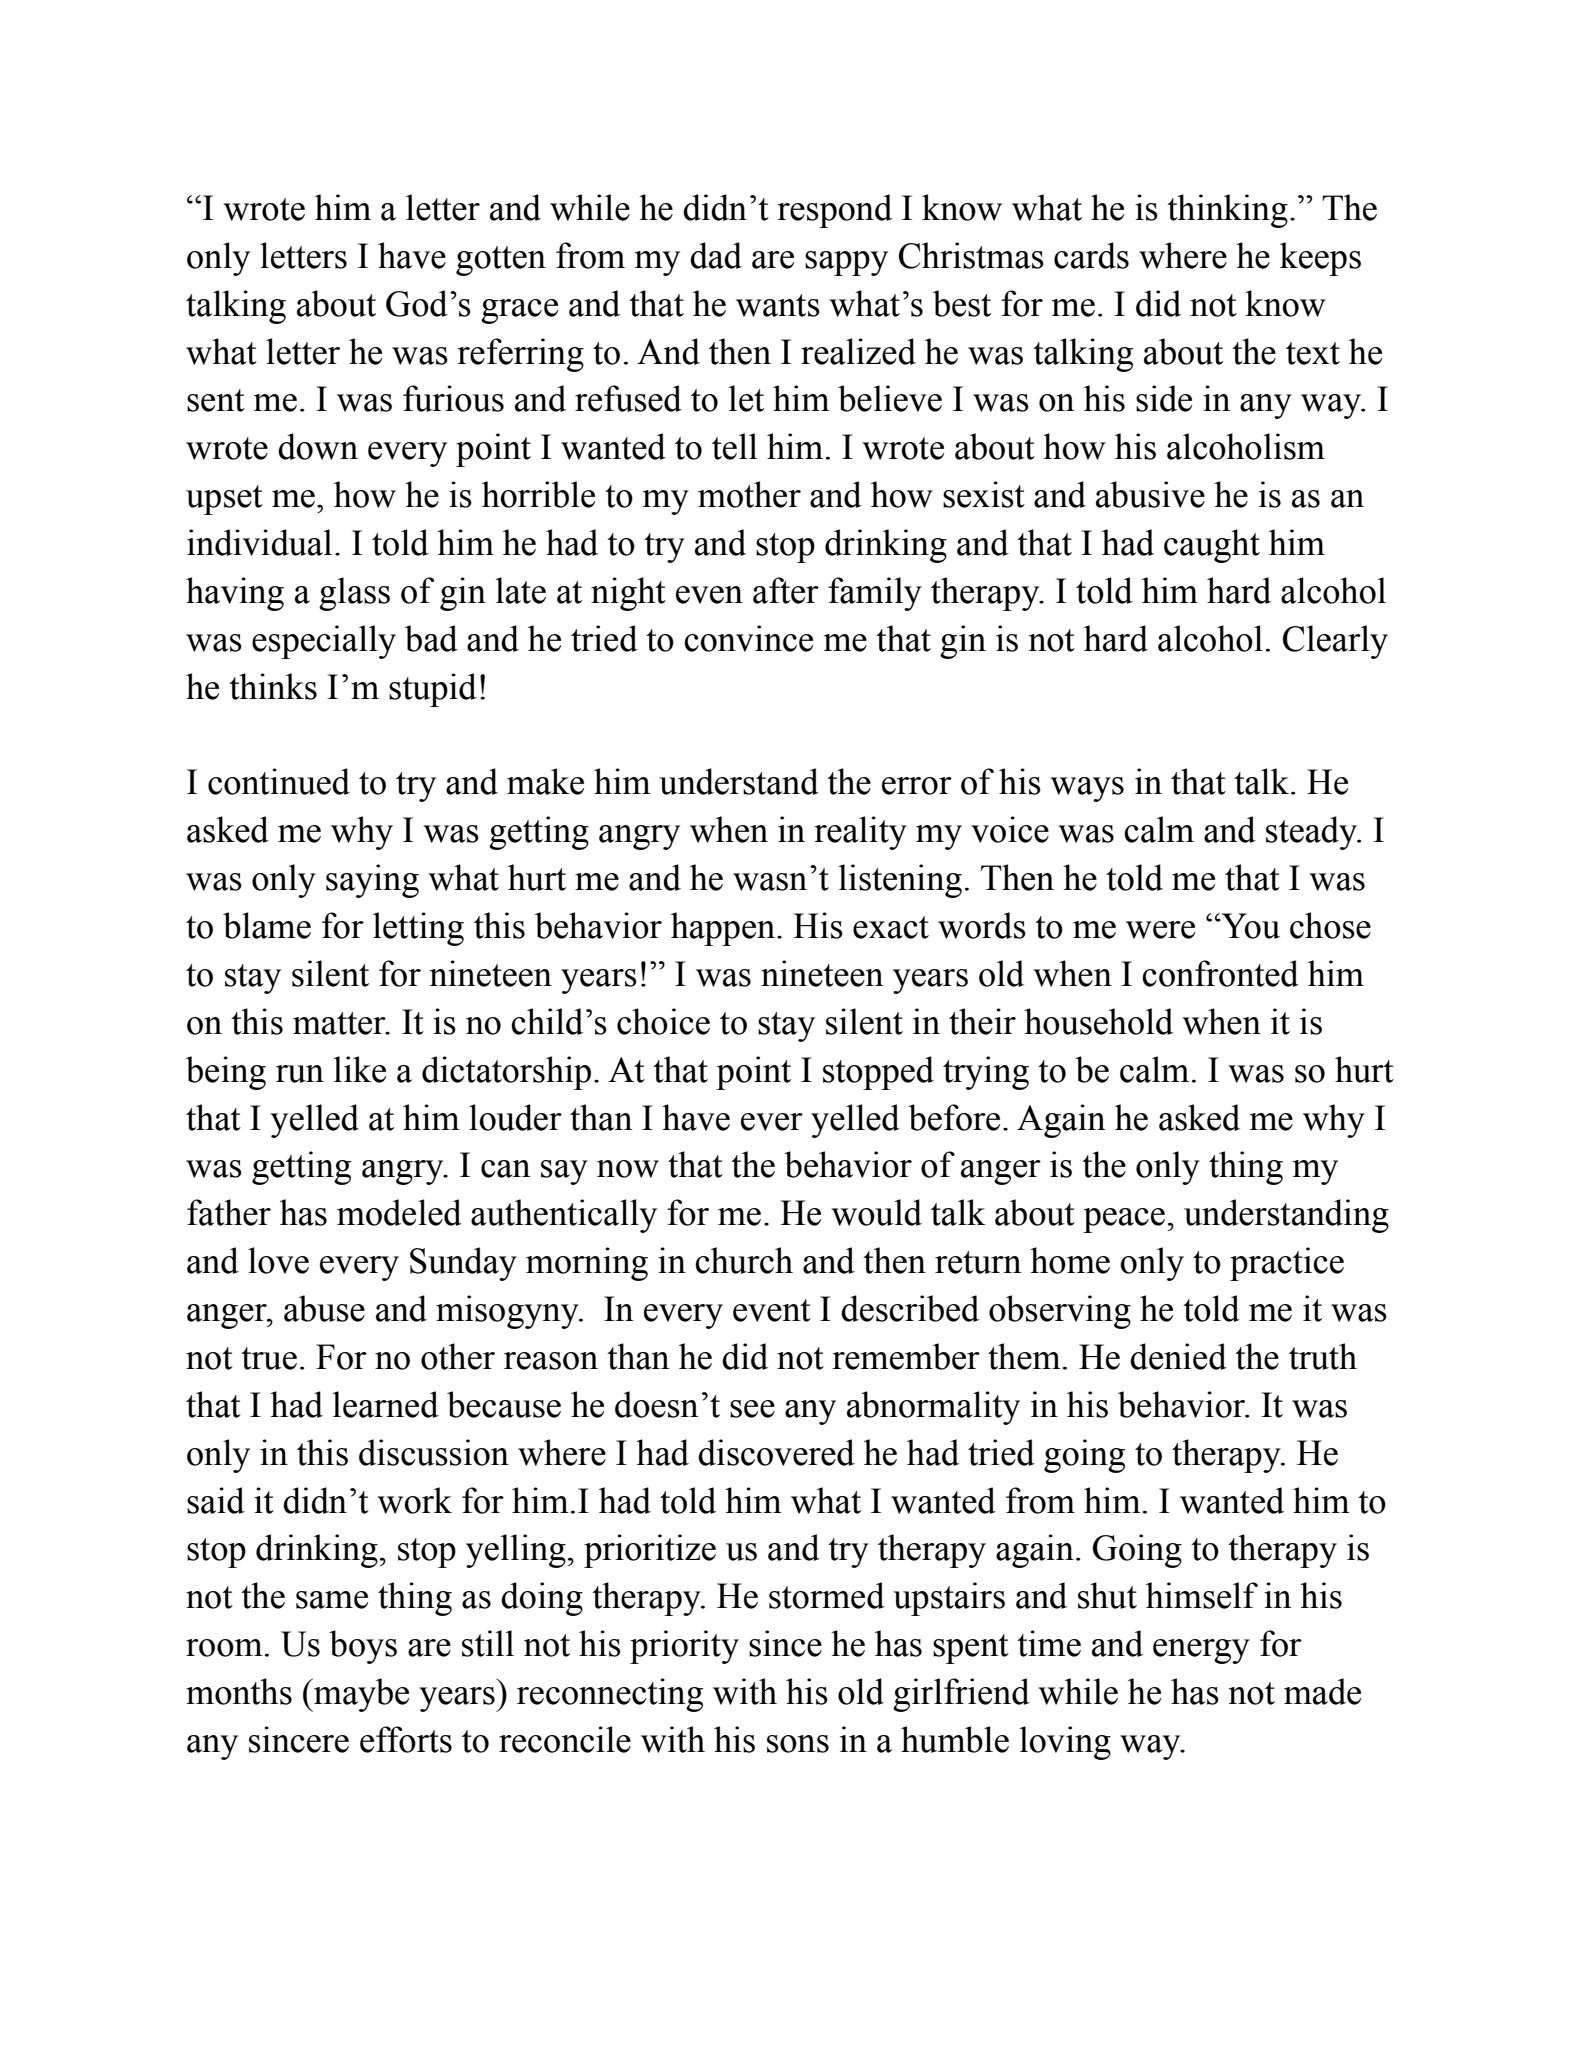 “I wrote him a letter and while he didn’t respond I know what he is thinking.” The
only letters I have gotten from my dad are sappy Christmas cards where he keeps
talking about God’s grace and that he wants what’s best for me. I did not know
what letter he was referring to. And then I realized he was talking about the text he
sent me. I was furious and refused to let him believe I was on his side in any way. I
wrote down every point I wanted to tell him. I wrote about how his alcoholism
upset me, how he is horrible to my mother and how sexist and abusive he is as an
individual. I told him he had to try and stop drinking and that I had caught him
having a glass of gin late at night even after family therapy. I told him hard alcohol
was especially bad and he tried to convince me that gin is not hard alcohol. Clearly
he thinks I’m stupid!

I continued to try and make him understand the error of his ways in that talk. He
asked me why I was getting angry when in reality my voice was calm and steady. I
was only saying what hurt me and he wasn’t listening. Then he told me that I was
to blame for letting this behavior happen. His exact words to me were “You chose
to stay silent for nineteen years!” I was nineteen years old when I confronted him
on this matter. It is no child’s choice to stay silent in their household when it is
being run like a dictatorship. At that point I stopped trying to be calm. I was so hurt
that I yelled at him louder than I have ever yelled before. Again he asked me why I
was getting angry. I can say now that the behavior of anger is the only thing my
father has modeled authentically for me. He would talk about peace, understanding
and love every Sunday morning in church and then return home only to practice
anger, abuse and misogyny.  In every event I described observing he told me it was
not true. For no other reason than he did not remember them. He denied the truth
that I had learned because he doesn’t see any abnormality in his behavior. It was
only in this discussion where I had discovered he had tried going to therapy. He
said it didn’t work for him.I had told him what I wanted from him. I wanted him to
stop drinking, stop yelling, prioritize us and try therapy again. Going to therapy is
not the same thing as doing therapy. He stormed upstairs and shut himself in his
room. Us boys are still not his priority since he has spent time and energy for
months (maybe years) reconnecting with his old girlfriend while he has not made
any sincere efforts to reconcile with his sons in a humble loving way.